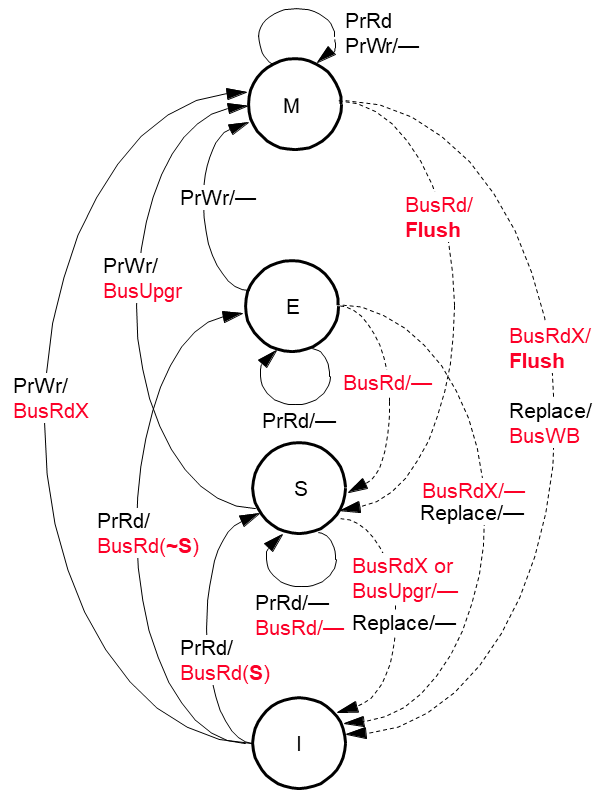 PrRd
PrWr/—
M
PrWr/—
BusRd/
Flush
PrWr/
BusUpgr
E
BusRdX/
Flush
PrWr/
BusRdX
BusRd/—
Replace/
BusWB
PrRd/—
S
BusRdX/—
Replace/—
PrRd/
BusRd(~S)
BusRdX or
BusUpgr/—
Replace/—
PrRd/—
BusRd/—
PrRd/
BusRd(S)
I